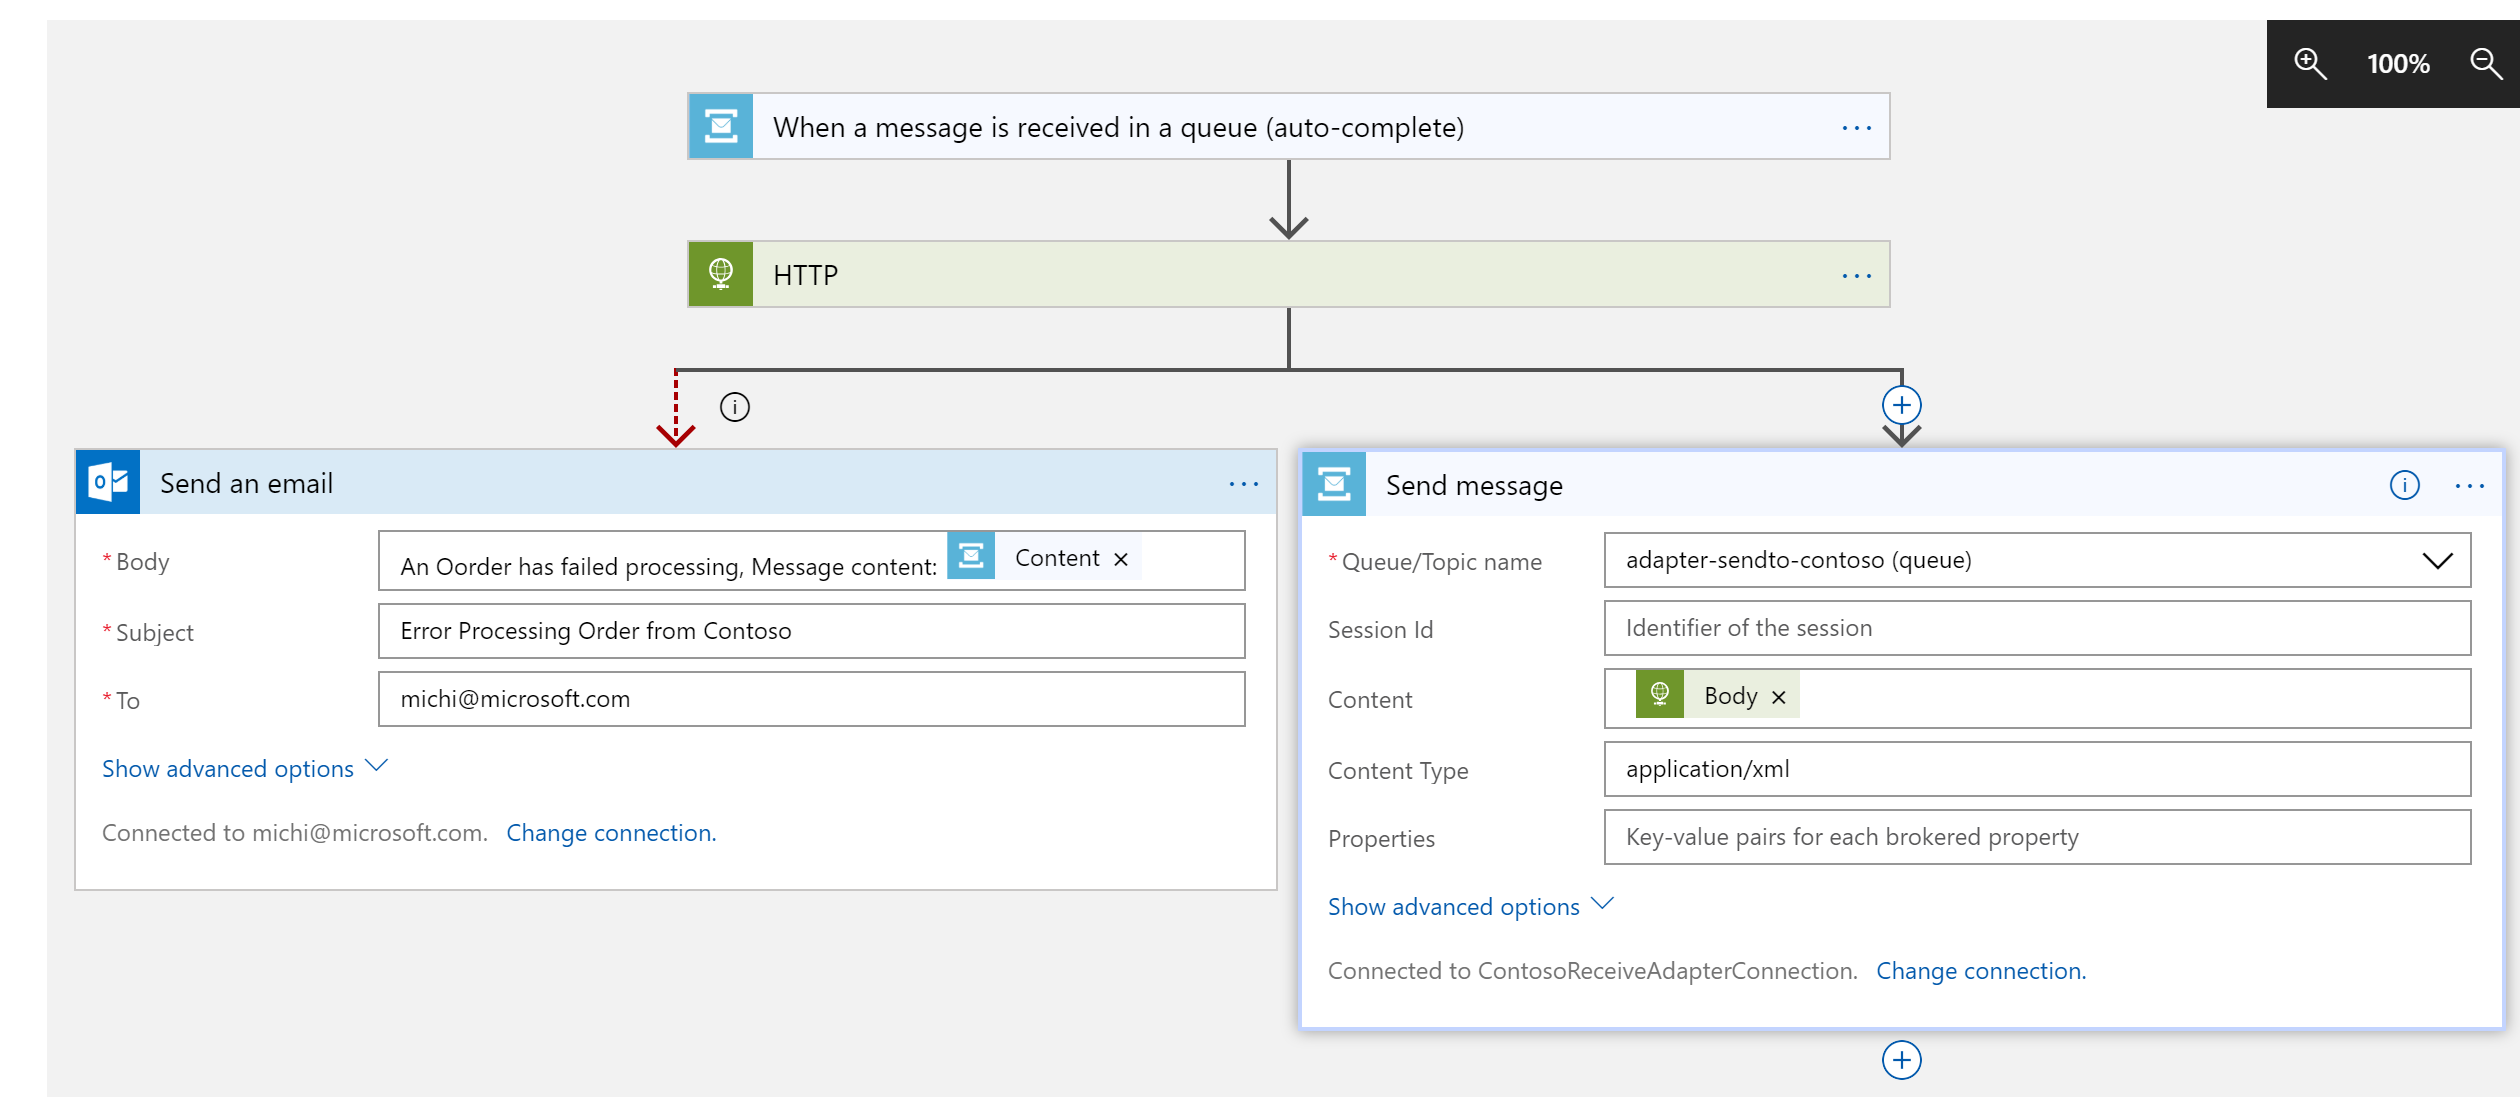 100%
When a message is received in a queue (auto-complete)
HTTP
Send an email
* Body
An Oorder has failed processing, Message content: Content ×
* Subject
Error Processing Order from Contoso
* To
michi@microsoft.com
Show advanced options
Connected to michi@microsoft.com. Change connection.
Send message
* Queue/Topic name
adapter-sendto-contoso (queue)
Session Id
Identifier of the session
Content
Body ×
Content Type
application/xml
Properties
Key-value pairs for each brokered property
Show advanced options
Connected to ContosoReceiveAdapterConnection. Change connection.